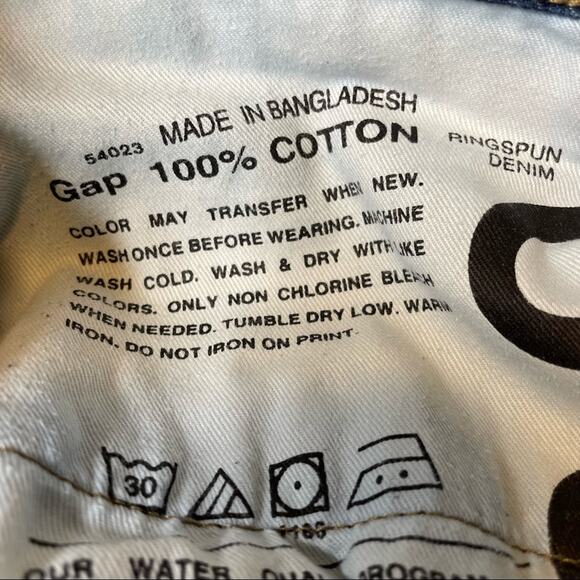 54023 MADE IN BANGLADESH
Gap 100% COTTON
RINGSPUN
DENIM
COLOR MAY TRANSFER WHEN NEW.
WASH ONCE BEFORE WEARING. MACHINE
WASH COLD. WASH & DRY WITH LIKE
COLORS. ONLY NON CHLORINE BLEACH
WHEN NEEDED. TUMBLE DRY LOW. WARM
IRON. DO NOT IRON ON PRINT.
30
OUR WATER